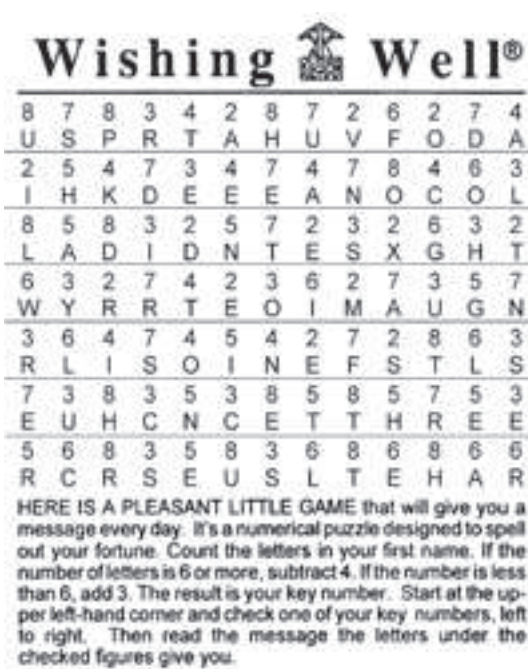 Wishing Well®
8 7 8 3 4 2 8 7 2 6 2 7 4
U S P R T A H U V F O D A
2 5 4 7 3 4 7 4 7 8 4 6 3
I H K D E E E A N O C O L
8 5 8 3 2 5 7 2 3 2 6 3 2
L A D I D N T E S X G H T
6 3 2 7 4 2 3 6 2 7 3 5 7
W Y R R T E O I M A U G N
3 6 4 7 4 5 4 2 7 2 8 6 3
R L I S O I N E F S T L S
7 3 8 3 5 3 8 5 8 5 7 5 3
E U H C N C E T T H R E E
5 6 8 3 5 8 3 6 8 6 8 6 6
R C R S E U S L T E H A R
HERE IS A PLEASANT LITTLE GAME that will give you a
message every day. It's a numerical puzzle designed to spell
out your fortune. Count the letters in your first name. If the
number of letters is 6 or more, subtract 4. If the number is less
than 6, add 3. The result is your key number. Start at the up-
per left-hand corner and check one of your key numbers, left
to right. Then read the message the letters under the
checked figures give you.